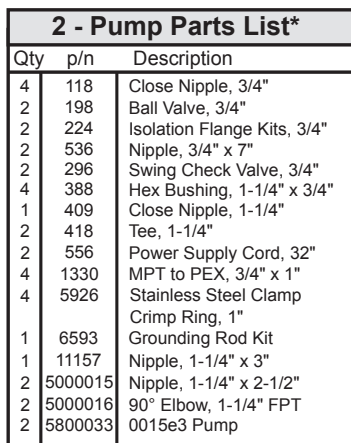 2 - Pump Parts List*
Qty p/n Description
4 118 Close Nipple, 3/4"
2 198 Ball Valve, 3/4"
2 224 Isolation Flange Kits, 3/4"
2 536 Nipple, 3/4" x 7"
2 296 Swing Check Valve, 3/4"
4 388 Hex Bushing, 1-1/4" x 3/4"
1 409 Close Nipple, 1-1/4"
2 418 Tee, 1-1/4"
2 556 Power Supply Cord, 32"
4 1330 MPT to PEX, 3/4" x 1"
4 5926 Stainless Steel Clamp
Crimp Ring, 1"
1 6593 Grounding Rod Kit
1 11157 Nipple, 1-1/4" x 3"
2 5000015 Nipple, 1-1/4" x 2-1/2"
2 5000016 90° Elbow, 1-1/4" FPT
2 5800033 0015e3 Pump